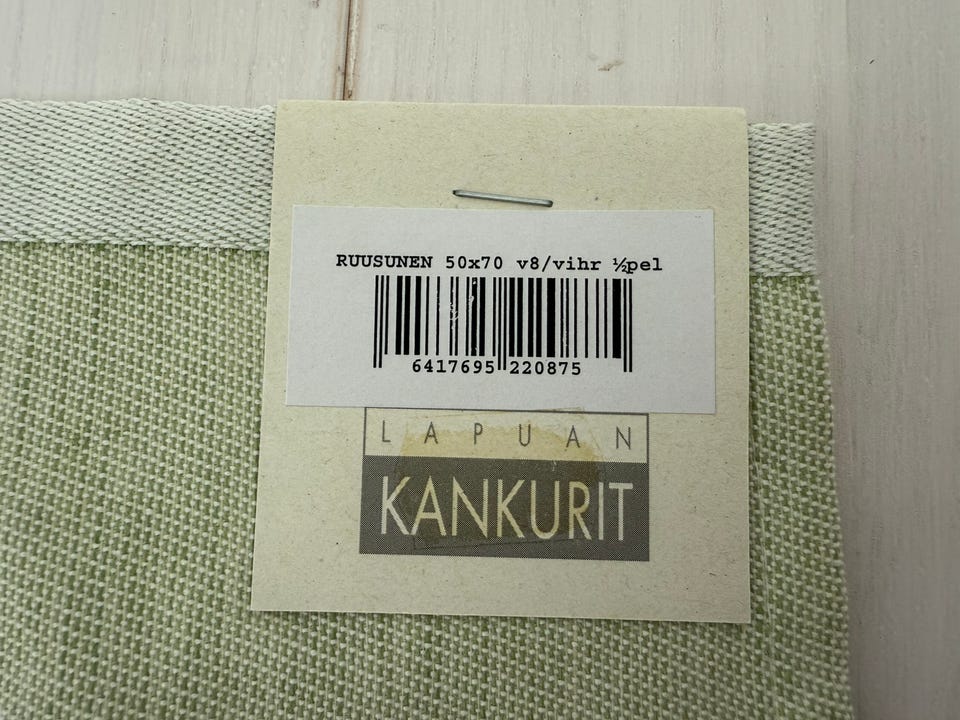 RUUSUNEN 50x70 v8/vihr ½pel
6417695 220875
LAPUAN
KANKURIT